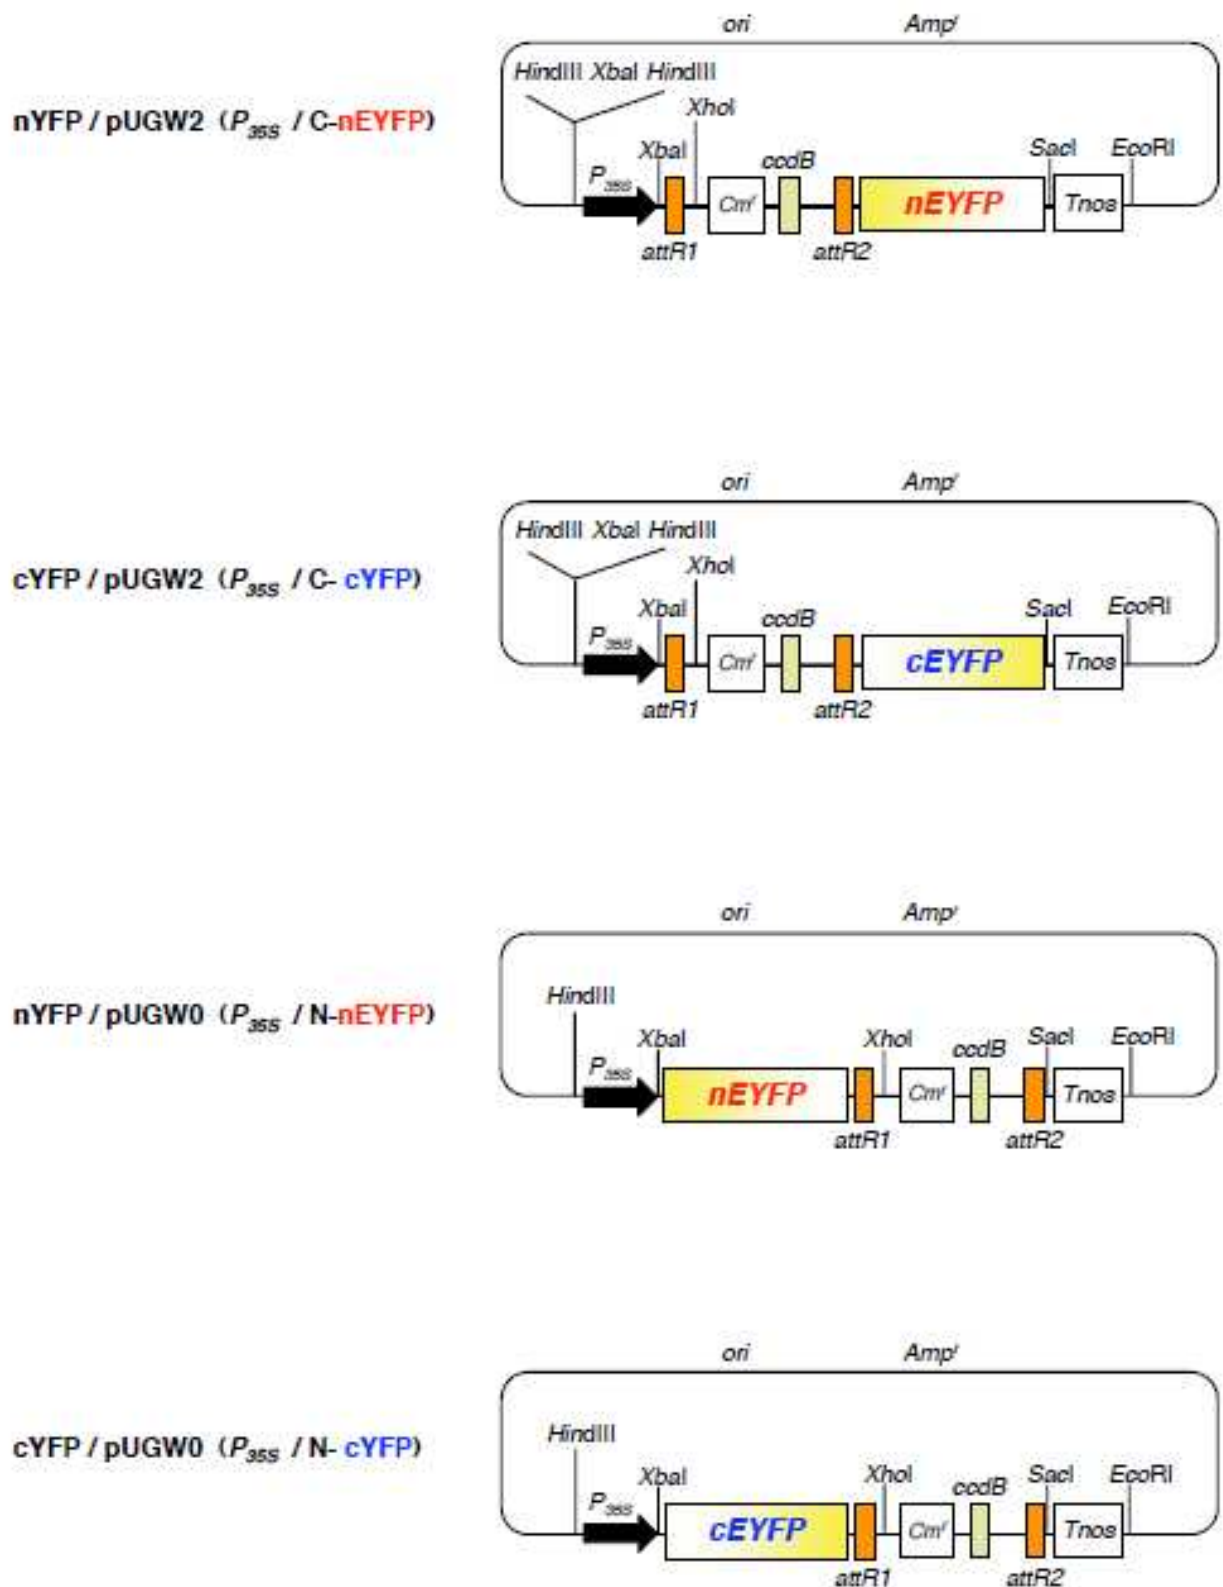 ori Ampʳ
HindIII XbaI HindIII
nYFP / pUGW2 (P35S / C-nEYFP)
XhoI
XbaI ccdB SacI EcoRI
P35S
Cmʳ nEYFP Tnos
attR1 attR2
ori Ampʳ
HindIII XbaI HindIII
cYFP / pUGW2 (P35S / C- cYFP)
XhoI
XbaI ccdB SacI EcoRI
P35S
Cmʳ cEYFP Tnos
attR1 attR2
ori Ampʳ
HindIII
nYFP / pUGW0 (P35S / N-nEYFP)
XbaI XhoI ccdB SacI EcoRI
P35S
nEYFP Cmʳ Tnos
attR1 attR2
ori Ampʳ
HindIII
cYFP / pUGW0 (P35S / N- cYFP)
XbaI XhoI ccdB SacI EcoRI
P35S
cEYFP Cmʳ Tnos
attR1 attR2